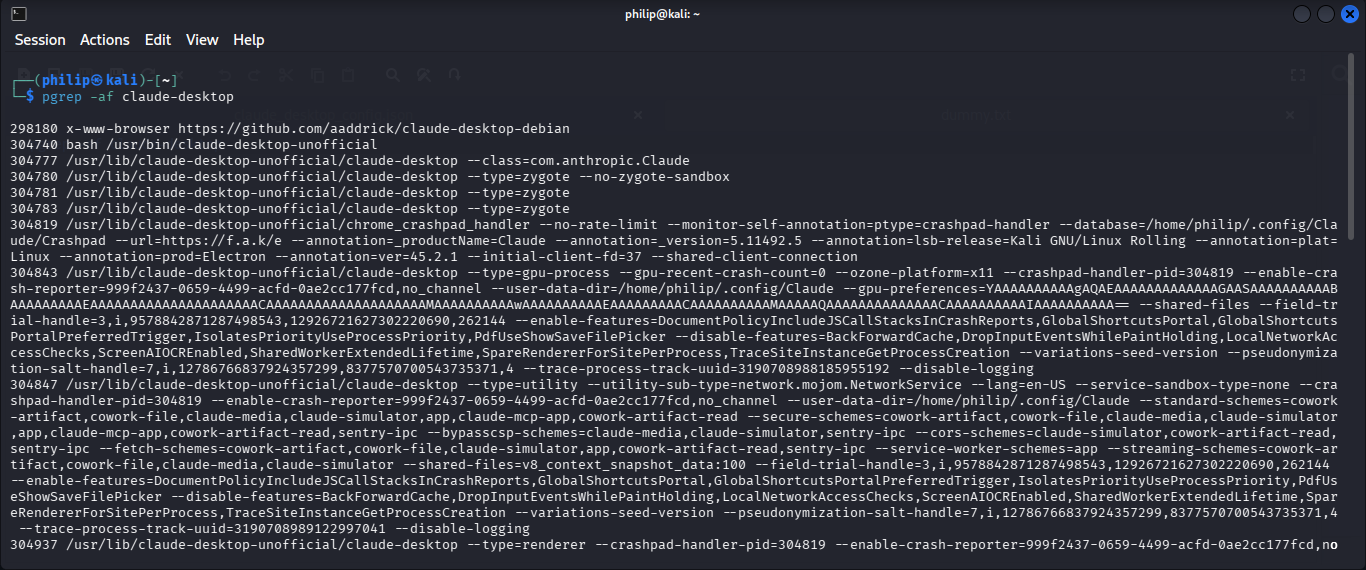 philip@kali: ~
Session Actions Edit View Help
┌──(philip㉿kali)-[~]
└─$ pgrep -af claude-desktop
298180 x-www-browser https://github.com/aaddrick/claude-desktop-debian
304740 bash /usr/bin/claude-desktop-unofficial
304777 /usr/lib/claude-desktop-unofficial/claude-desktop --class=com.anthropic.Claude
304780 /usr/lib/claude-desktop-unofficial/claude-desktop --type=zygote --no-zygote-sandbox
304781 /usr/lib/claude-desktop-unofficial/claude-desktop --type=zygote
304783 /usr/lib/claude-desktop-unofficial/claude-desktop --type=zygote
304819 /usr/lib/claude-desktop-unofficial/chrome_crashpad_handler --no-rate-limit --monitor-self-annotation=ptype=crashpad-handler --database=/home/philip/.config/Cla
ude/Crashpad --url=https://f.a.k/e --annotation=_productName=Claude --annotation=_version=5.11492.5 --annotation=lsb-release=Kali GNU/Linux Rolling --annotation=plat=
Linux --annotation=prod=Electron --annotation=ver=45.2.1 --initial-client-fd=37 --shared-client-connection
304843 /usr/lib/claude-desktop-unofficial/claude-desktop --type=gpu-process --gpu-recent-crash-count=0 --ozone-platform=x11 --crashpad-handler-pid=304819 --enable-cra
sh-reporter=999f2437-0659-4499-acfd-0ae2cc177fcd,no_channel --user-data-dir=/home/philip/.config/Claude --gpu-preferences=YAAAAAAAAAAgAQAEAAAAAAAAAAAAAGAASAAAAAAAAAAB
AAAAAAAAAEAAAAAAAAAAAAAAAAAAAAACAAAAAAAAAAAAAAAAAAAAMAAAAAAAAAAwAAAAAAAAAAEAAAAAAAAACAAAAAAAAAAMAAAAAQAAAAAAAAAAAAAACAAAAAAAAAAIAAAAAAAAAA== --shared-files --field-tr
ial-handle=3,i,9578842871287498543,12926721627302220690,262144 --enable-features=DocumentPolicyIncludeJSCallStacksInCrashReports,GlobalShortcutsPortal,GlobalShortcuts
PortalPreferredTrigger,IsolatesPriorityUseProcessPriority,PdfUseShowSaveFilePicker --disable-features=BackForwardCache,DropInputEventsWhilePaintHolding,LocalNetworkA
ccessChecks,ScreenAIOCREnabled,SharedWorkerExtendedLifetime,SpareRendererForSitePerProcess,TraceSiteInstanceGetProcessCreation --variations-seed-version --pseudonymiza
tion-salt-handle=7,i,12786766837924357299,8377570700543735371,4 --trace-process-track-uuid=3190708988185955192 --disable-logging
304847 /usr/lib/claude-desktop-unofficial/claude-desktop --type=utility --utility-sub-type=network.mojom.NetworkService --lang=en-US --service-sandbox-type=none --cra
shpad-handler-pid=304819 --enable-crash-reporter=999f2437-0659-4499-acfd-0ae2cc177fcd,no_channel --user-data-dir=/home/philip/.config/Claude --standard-schemes=cowork
-artifact,cowork-file,claude-media,claude-simulator,app,claude-mcp-app,cowork-artifact-read --secure-schemes=cowork-artifact,cowork-file,claude-media,claude-simulator
,app,claude-mcp-app,cowork-artifact-read,sentry-ipc --bypasscsp-schemes=claude-media,claude-simulator,sentry-ipc --cors-schemes=claude-simulator,cowork-artifact-read,
sentry-ipc --fetch-schemes=cowork-artifact,cowork-file,claude-simulator,app,cowork-artifact-read,sentry-ipc --service-worker-schemes=app --streaming-schemes=cowork-ar
tifact,cowork-file,claude-media,claude-simulator --shared-files=v8_context_snapshot_data:100 --field-trial-handle=3,i,9578842871287498543,12926721627302220690,262144
--enable-features=DocumentPolicyIncludeJSCallStacksInCrashReports,GlobalShortcutsPortal,GlobalShortcutsPortalPreferredTrigger,IsolatesPriorityUseProcessPriority,PdfUs
eShowSaveFilePicker --disable-features=BackForwardCache,DropInputEventsWhilePaintHolding,LocalNetworkAccessChecks,ScreenAIOCREnabled,SharedWorkerExtendedLifetime,Spar
eRendererForSitePerProcess,TraceSiteInstanceGetProcessCreation --variations-seed-version --pseudonymization-salt-handle=7,i,12786766837924357299,8377570700543735371,4
--trace-process-track-uuid=3190708989122997041 --disable-logging
304937 /usr/lib/claude-desktop-unofficial/claude-desktop --type=renderer --crashpad-handler-pid=304819 --enable-crash-reporter=999f2437-0659-4499-acfd-0ae2cc177fcd,no